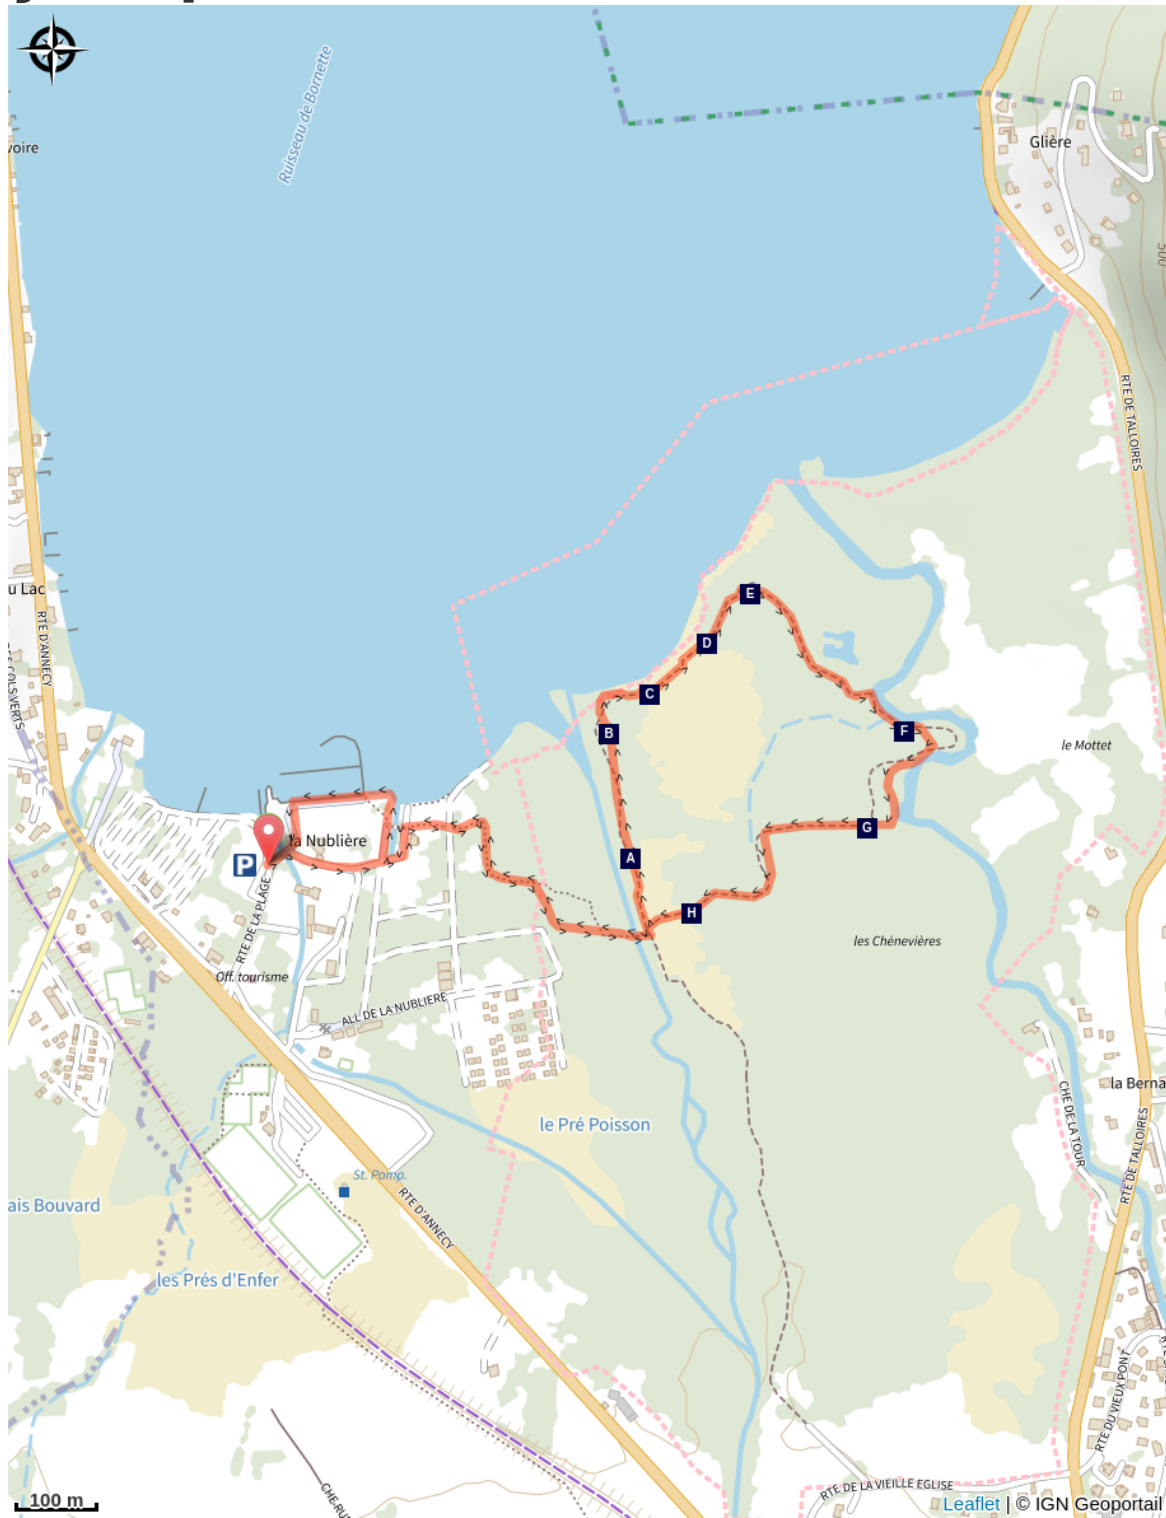 Ruisseau de Bornette
voire
Glière
500
RTE DE TALLOIRES
u Lac
RTE D'ANNECY
E
D
C
B
F
le Mottet
P
la Nublière
A
G
H
RTE DE LA PLAGE
les Chènevières
Off. tourisme
ALL DE LA NUBLIERE
le Pré Poisson
CHE DE LA TOUR
la Berna
RTE DE TALLOIRES
St. Pomp.
RTE D'ANNECY
ais Bouvard
les Prés d'Enfer
RTE DU VIEUX PONT
RTE DE LA VIEILLE EGLISE
100 m
Leaflet | © IGN Geoportail